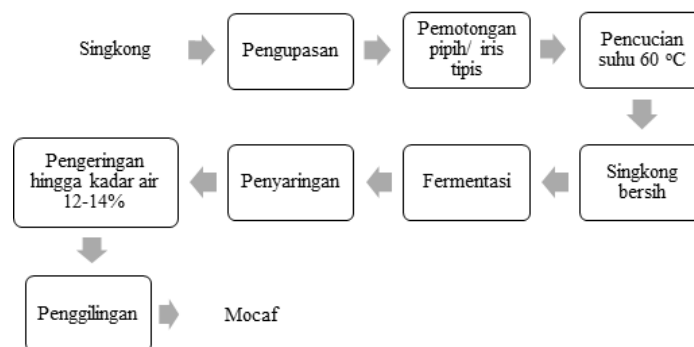 Singkong
Pengupasan
Pemotongan
pipih/ iris
tipis
Pencucian
suhu 60 °C
Singkong
bersih
Fermentasi
Penyaringan
Pengeringan
hingga kadar air
12-14%
Penggilingan
Mocaf